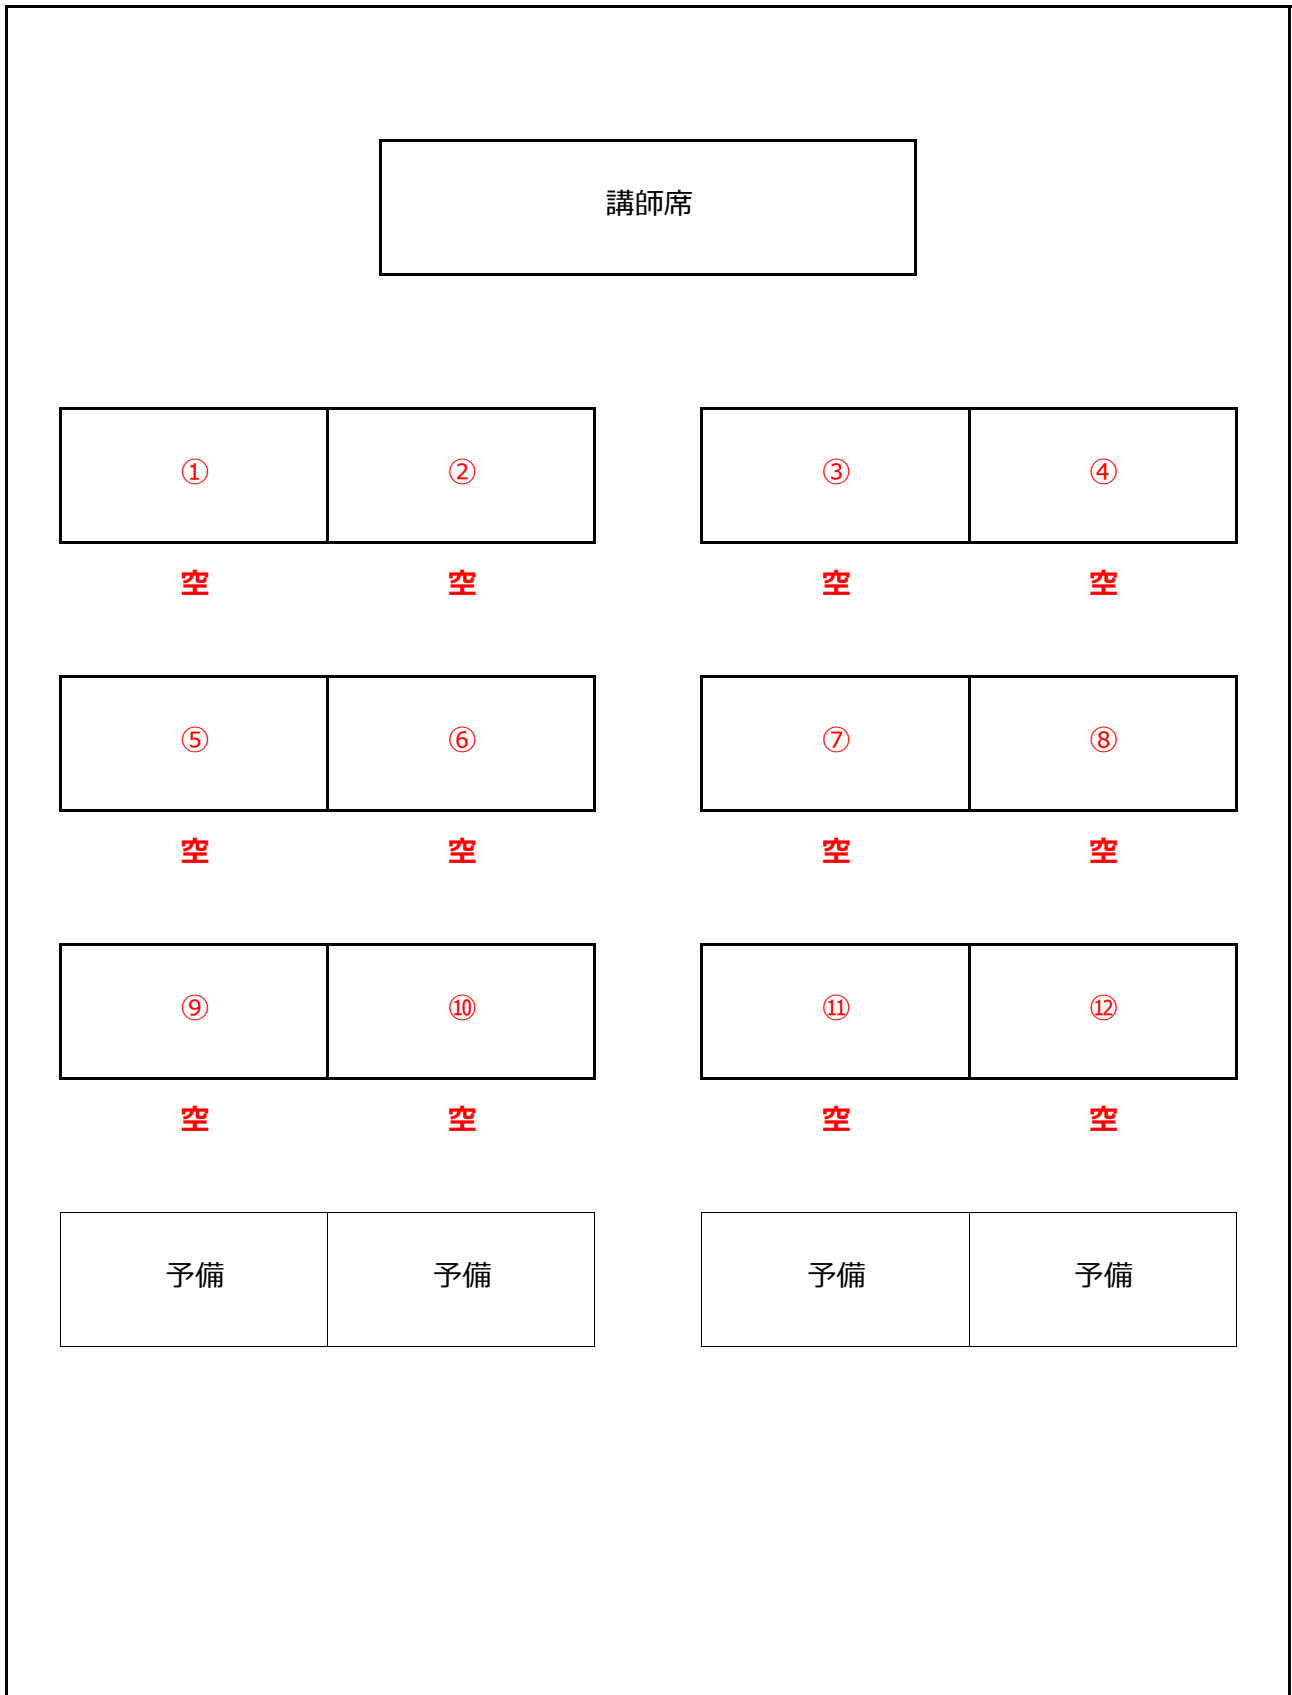 講師席
① ② ③ ④
空 空 空 空
⑤ ⑥ ⑦ ⑧
空 空 空 空
⑨ ⑩ ⑪ ⑫
空 空 空 空
予備 予備 予備 予備